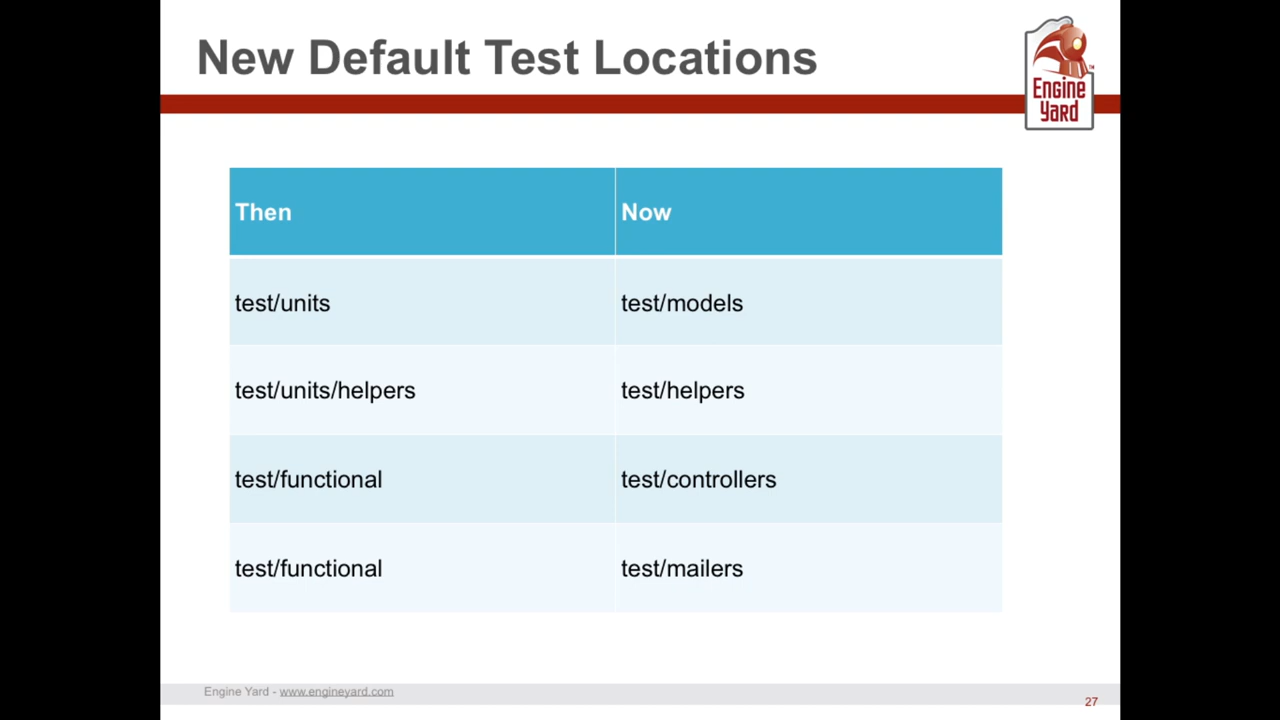 New Default Test Locations
Engine
Yard
TM
Then Now
test/units test/models
test/units/helpers test/helpers
test/functional test/controllers
test/functional test/mailers
Engine Yard - www.engineyard.com
27